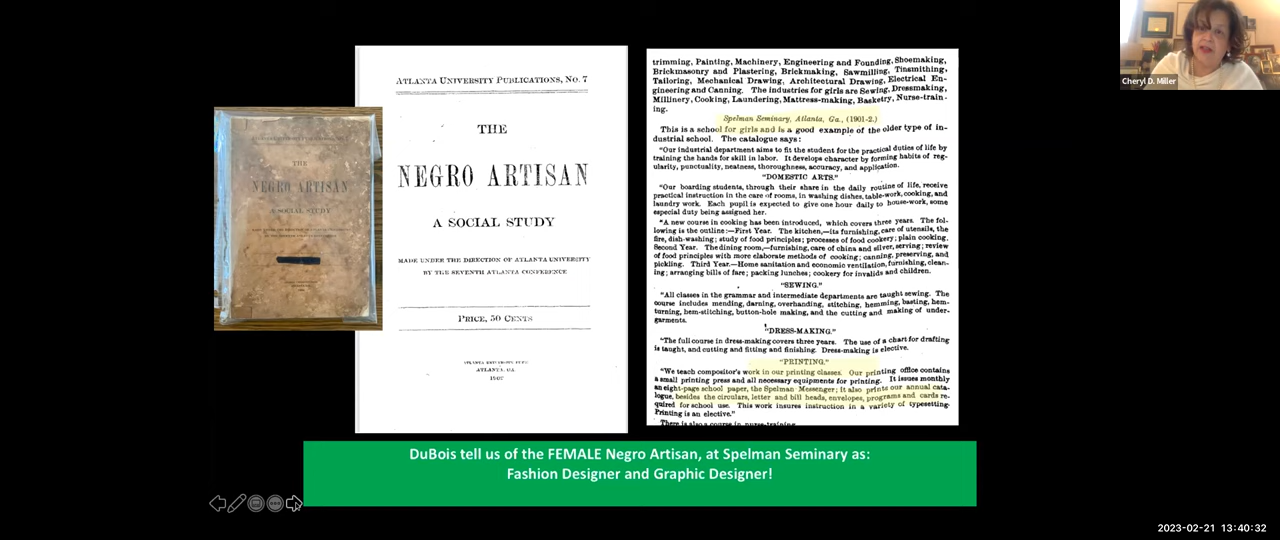 Cheryl D. Miller
THE
NEGRO ARTISAN
A SOCIAL STUDY
ATLANTA UNIVERSITY PUBLICATIONS, No. 7
THE
NEGRO ARTISAN
A SOCIAL STUDY
MADE UNDER THE DIRECTION OF ATLANTA UNIVERSITY
BY THE SEVENTH ATLANTA CONFERENCE
PRICE, 50 CENTS
ATLANTA, GA
trimming, Painting, Machinery, Engineering and Founding, Shoemaking,
Brickmasonry and Plastering, Brickmaking, Sawmilling, Tinsmithing,
Tailoring, Mechanical Drawing, Architectural Drawing, Electrical En-
gineering and Canning. The industries for girls are Sewing, Dressmaking,
Millinery, Cooking, Laundering, Mattress-making, Basketry, Nurse-train-
ing.
Spelman Seminary, Atlanta, Ga., (1901-2.)
This is a school for girls and is a good example of the older type of in-
dustrial school. The catalogue says:
"Our industrial department aims to fit the student for the practical duties of life by
training the hands for skill in labor. It develops character by forming habits of reg-
ularity, punctuality, neatness, thoroughness, accuracy, and application.
"DOMESTIC ARTS."
"Our boarding students, through their share in the daily routine of life, receive
practical instruction in the care of rooms, in washing dishes, table-work, cooking, and
laundry work. Each pupil is expected to give one hour daily to house-work, some
especial duty being assigned her.
"A new course in cooking has been introduced, which covers three years. The fol-
lowing is the outline:—First Year. The kitchen,—its furnishing, care of utensils, the
fire, dish-washing; study of food principles; processes of food cookery; plain cooking.
Second Year. The dining room,—furnishing, care of china and silver, serving; review
of food principles with more elaborate methods of cooking; canning, preserving, and
pickling. Third Year.—Home sanitation and economic ventilation, furnishing, clean-
ing; arranging bills of fare; packing lunches; cookery for invalids and children.
"SEWING."
"All classes in the grammar and intermediate departments are taught sewing. The
course includes mending, darning, overhanding, stitching, hemming, basting, hem-
turning, hem-stitching, button-hole making, and the cutting and making of under-
garments.
"DRESS-MAKING."
"The full course in dress-making covers three years. The use of a chart for drafting
is taught, and cutting and fitting and finishing. Dress-making is elective.
"PRINTING."
"We teach compositor's work in our printing classes. Our printing office contains
a small printing press and all necessary equipments for printing. It issues monthly
an eight-page school paper, the Spelman Messenger; it also prints our annual cata-
logue, besides the circulars, letter and bill heads, envelopes, programs and cards re-
quired for school use. This work insures instruction in a variety of typesetting.
Printing is an elective."
There is also a course in nurse-training.
DuBois tell us of the FEMALE Negro Artisan, at Spelman Seminary as:
Fashion Designer and Graphic Designer!
2023-02-21 13:40:32